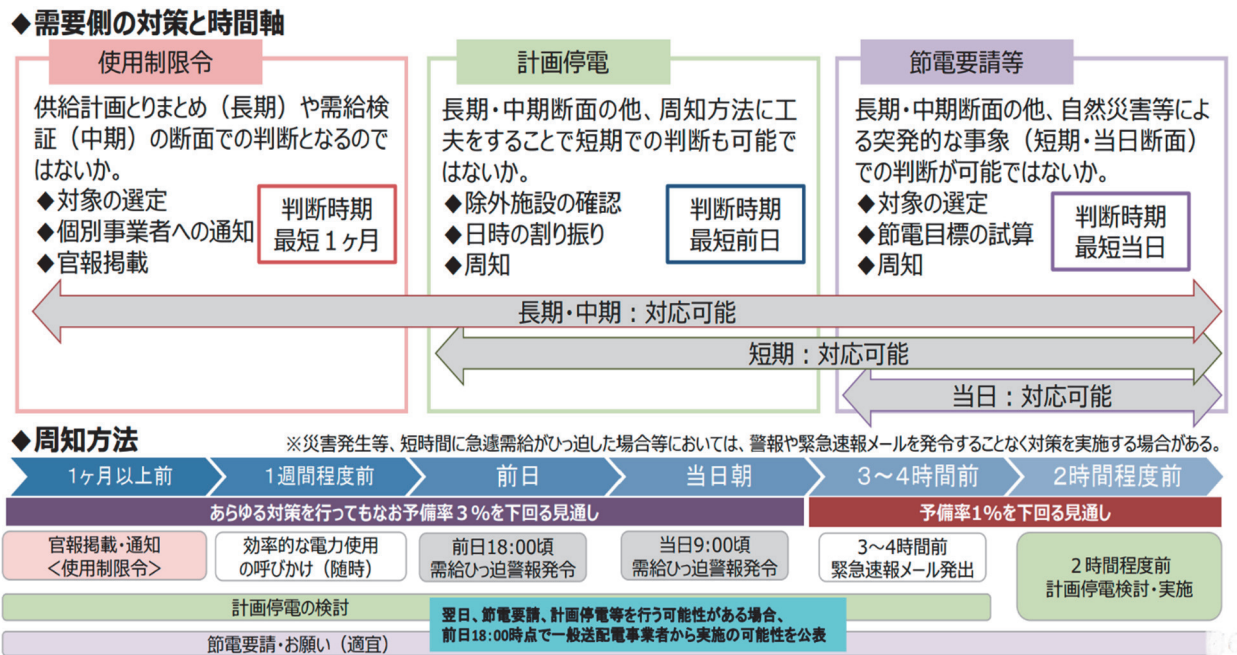 ◆需要側の対策と時間軸
使用制限令
供給計画とりまとめ（長期）や需給検
証（中期）の断面での判断となるので
はないか。
◆対象の選定
◆個別事業者への通知
◆官報掲載
判断時期
最短１ヶ月
計画停電
長期・中期断面の他、周知方法に工
夫をすることで短期での判断も可能で
はないか。
◆除外施設の確認
◆日時の割り振り
◆周知
判断時期
最短前日
節電要請等
長期・中期断面の他、自然災害等によ
る突発的な事象（短期・当日断面）
での判断が可能ではないか。
◆対象の選定
◆節電目標の試算
◆周知
判断時期
最短当日
長期・中期：対応可能
短期：対応可能
当日：対応可能
◆周知方法
※災害発生等、短時間に急遽需給がひっ迫した場合等においては、警報や緊急速報メールを発令することなく対策を実施する場合がある。
1ヶ月以上前
1週間程度前
前日
当日朝
3～4時間前
2時間程度前
あらゆる対策を行ってもなお予備率３％を下回る見通し
予備率1％を下回る見通し
官報掲載・通知
＜使用制限令＞
効率的な電力使用
の呼びかけ（随時）
前日18:00頃
需給ひっ迫警報発令
当日9:00頃
需給ひっ迫警報発令
3～4時間前
緊急速報メール発出
２時間程度前
計画停電検討・実施
計画停電の検討
翌日、節電要請、計画停電等を行う可能性がある場合、
前日18:00時点で一般送配電事業者から実施の可能性を公表
節電要請・お願い（適宜）